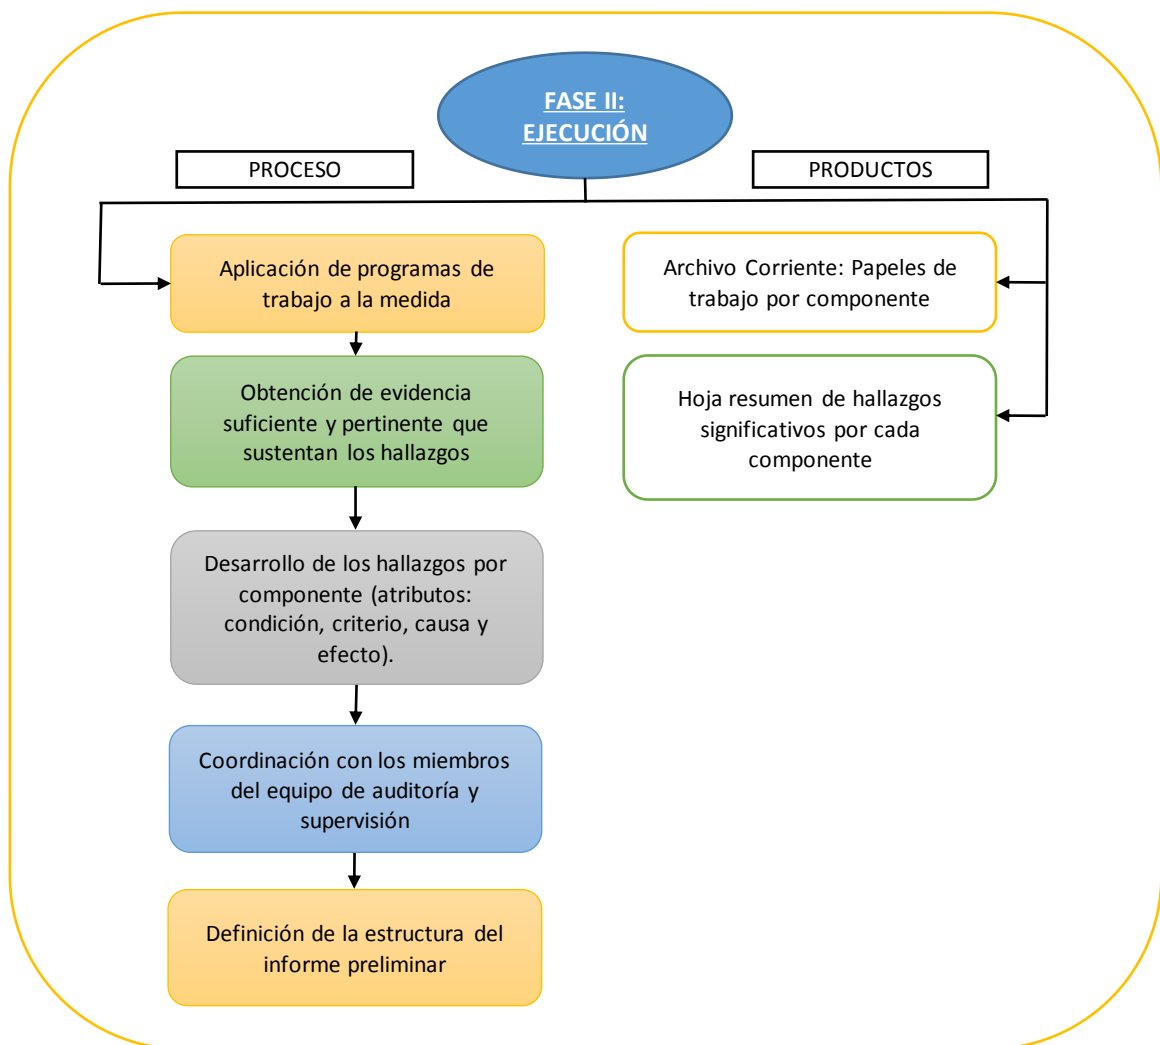 FASE II:
EJECUCIÓN
PROCESO
PRODUCTOS
Aplicación de programas de
trabajo a la medida
Obtención de evidencia
suficiente y pertinente que
sustentan los hallazgos
Desarrollo de los hallazgos por
componente (atributos:
condición, criterio, causa y
efecto).
Coordinación con los miembros
del equipo de auditoría y
supervisión
Definición de la estructura del
informe preliminar
Archivo Corriente: Papeles de
trabajo por componente
Hoja resumen de hallazgos
significativos por cada
componente